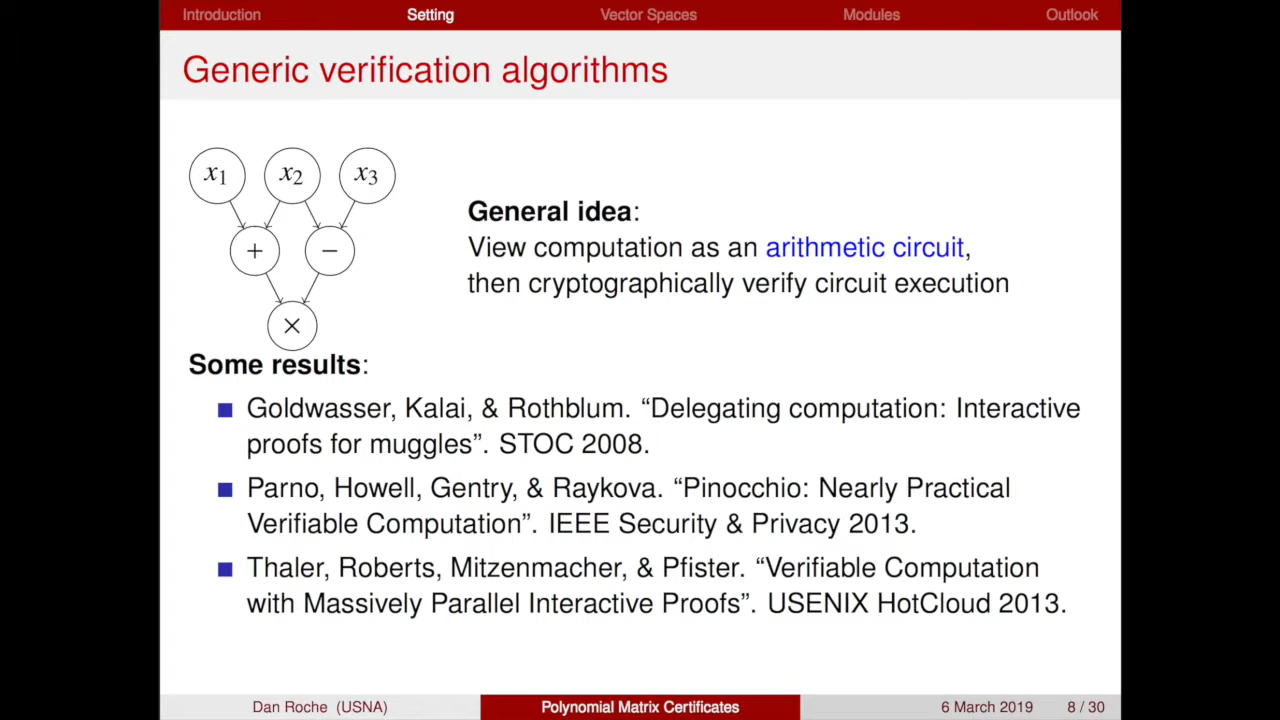 Introduction Setting Vector Spaces Modules Outlook
Generic verification algorithms
x1 x2 x3
+ −
×
General idea:
View computation as an arithmetic circuit,
then cryptographically verify circuit execution
Some results:
Goldwasser, Kalai, & Rothblum. “Delegating computation: Interactive
proofs for muggles”. STOC 2008.
Parno, Howell, Gentry, & Raykova. “Pinocchio: Nearly Practical
Verifiable Computation”. IEEE Security & Privacy 2013.
Thaler, Roberts, Mitzenmacher, & Pfister. “Verifiable Computation
with Massively Parallel Interactive Proofs”. USENIX HotCloud 2013.
Dan Roche (USNA) Polynomial Matrix Certificates 6 March 2019 8 / 30